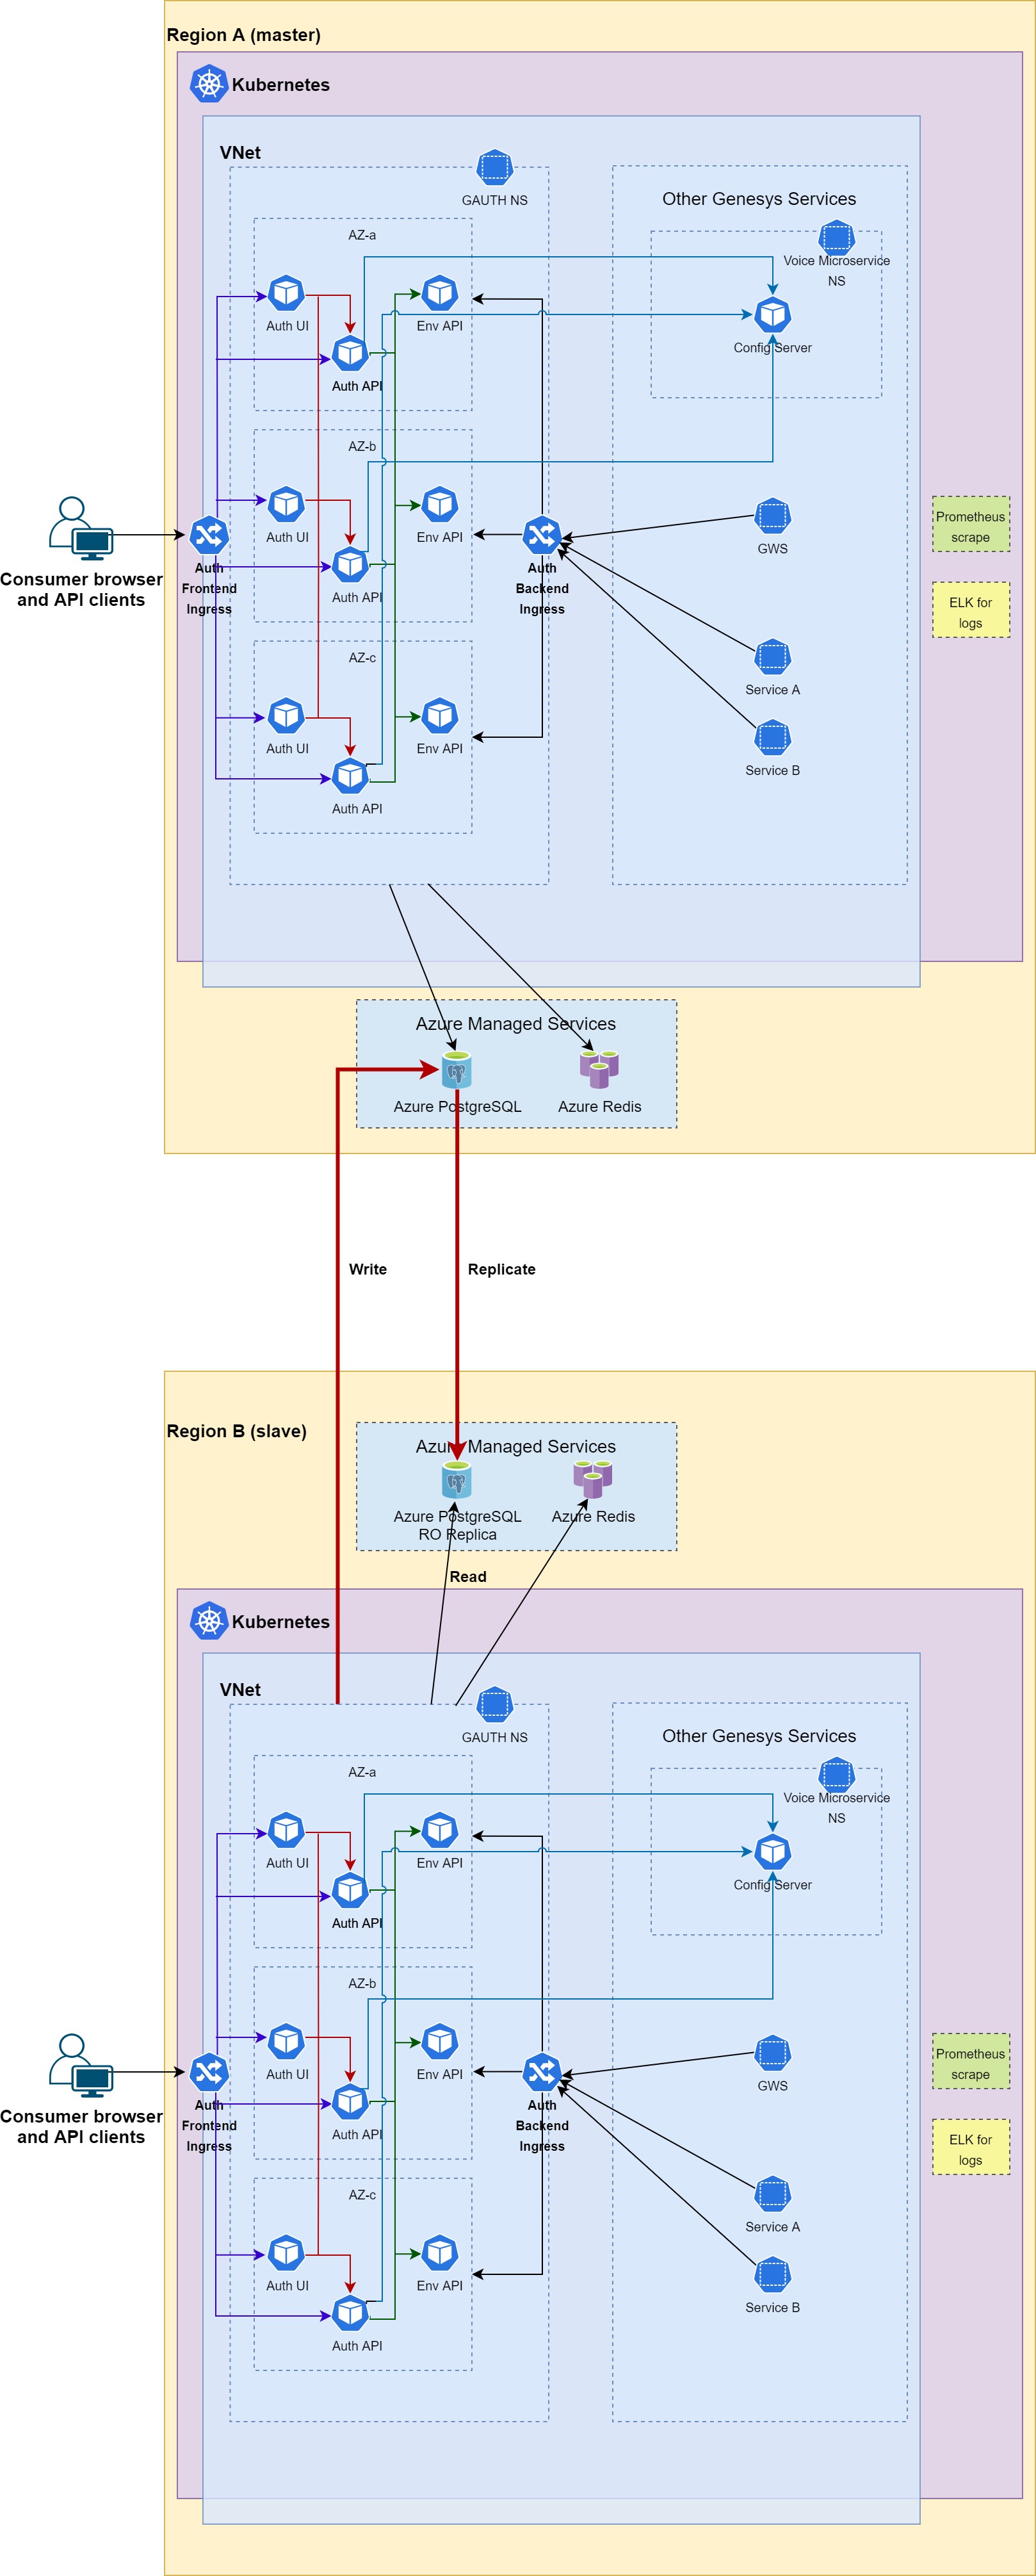 Region A (master)
Kubernetes
VNet
GAUTH NS
Other Genesys Services
AZ-a
Voice Microservice
NS
Auth UI
Env API
Config Server
Auth API
AZ-b
Auth UI
Env API
GWS
Prometheus
scrape
Auth
Frontend
Ingress
Auth
Backend
Ingress
Consumer browser
and API clients
Auth API
ELK for
logs
AZ-c
Service A
Auth UI
Env API
Service B
Auth API
Azure Managed Services
Azure PostgreSQL
Azure Redis
Write
Replicate
Region B (slave)
Azure Managed Services
Azure PostgreSQL
RO Replica
Azure Redis
Read
Kubernetes
VNet
GAUTH NS
Other Genesys Services
AZ-a
Voice Microservice
NS
Auth UI
Env API
Config Server
Auth API
AZ-b
Auth UI
Env API
GWS
Prometheus
scrape
Auth
Frontend
Ingress
Auth
Backend
Ingress
Consumer browser
and API clients
Auth API
ELK for
logs
AZ-c
Service A
Auth UI
Env API
Service B
Auth API